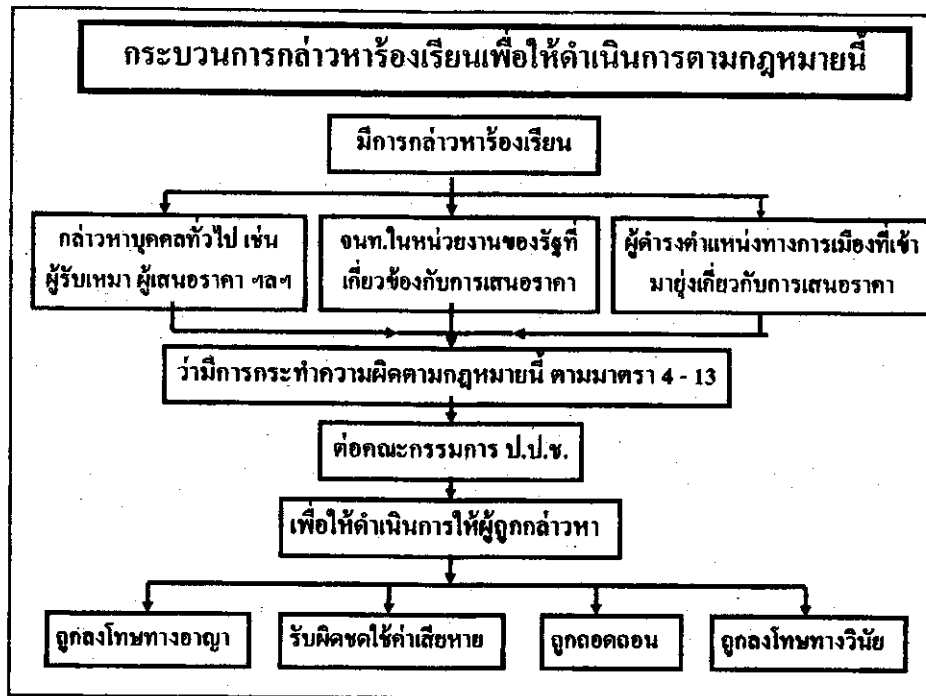 กระบวนการกล่าวหาร้องเรียนเพื่อให้ดำเนินการตามกฎหมายนี้
มีการกล่าวหาร้องเรียน
กล่าวหาบุคคลทั่วไป เช่น
ผู้รับเหมา ผู้เสนอราคา ฯลฯ
จนท.ในหน่วยงานของรัฐที่
เกี่ยวข้องกับการเสนอราคา
ผู้ดำรงตำแหน่งทางการเมืองที่เข้า
มายุ่งเกี่ยวกับการเสนอราคา
ว่ามีการกระทำความผิดตามกฎหมายนี้ ตามมาตรา 4 - 13
ต่อคณะกรรมการ ป.ป.ช.
เพื่อให้ดำเนินการให้ผู้ถูกกล่าวหา
ถูกลงโทษทางอาญา
รับผิดชดใช้ค่าเสียหาย
ถูกถอดถอน
ถูกลงโทษทางวินัย